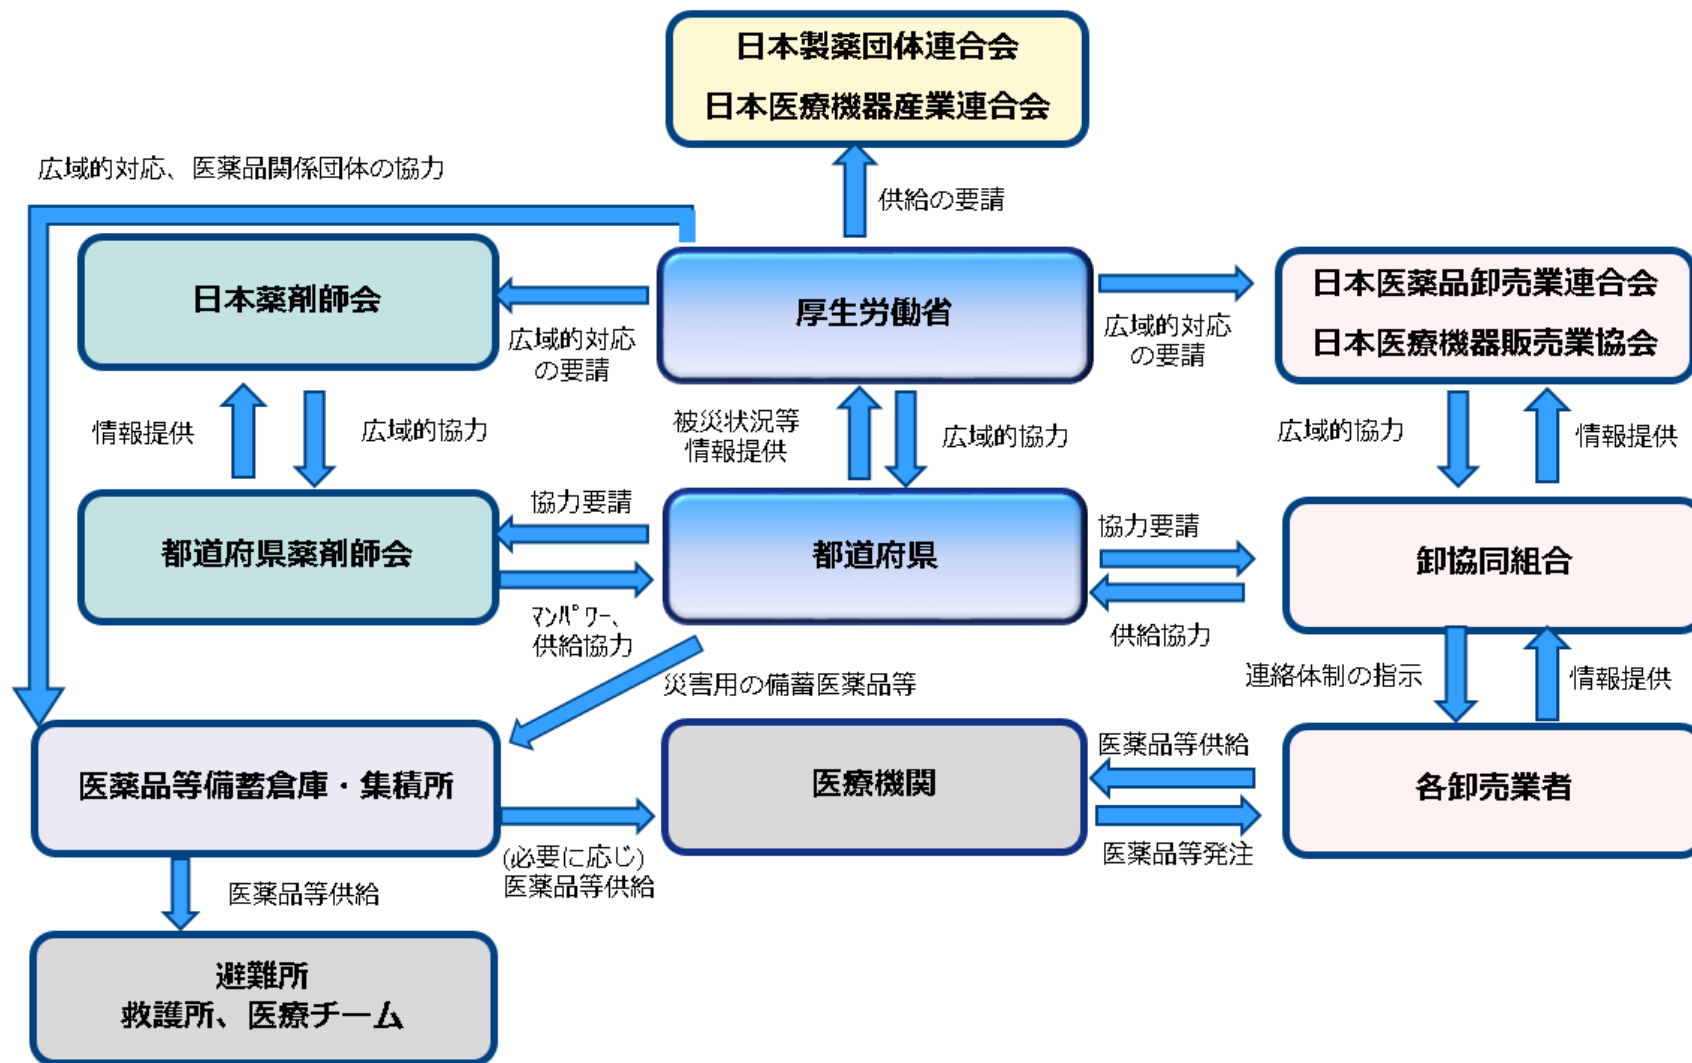 日本製薬団体連合会
日本医療機器産業連合会
広域的対応、医薬品関係団体の協力
供給の要請
日本薬剤師会
厚生労働省
日本医薬品卸売業連合会
日本医療機器販売業協会
広域的対応
の要請
広域的対応
の要請
情報提供
広域的協力
被災状況等
情報提供
広域的協力
広域的協力
情報提供
都道府県薬剤師会
協力要請
都道府県
協力要請
卸協同組合
ﾏﾝﾊﾟﾜｰ、
供給協力
供給協力
災害用の備蓄医薬品等
連絡体制の指示
情報提供
医薬品等備蓄倉庫・集積所
医療機関
医薬品等供給
各卸売業者
(必要に応じ)
医薬品等供給
医薬品等発注
医薬品等供給
避難所
救護所、医療チーム